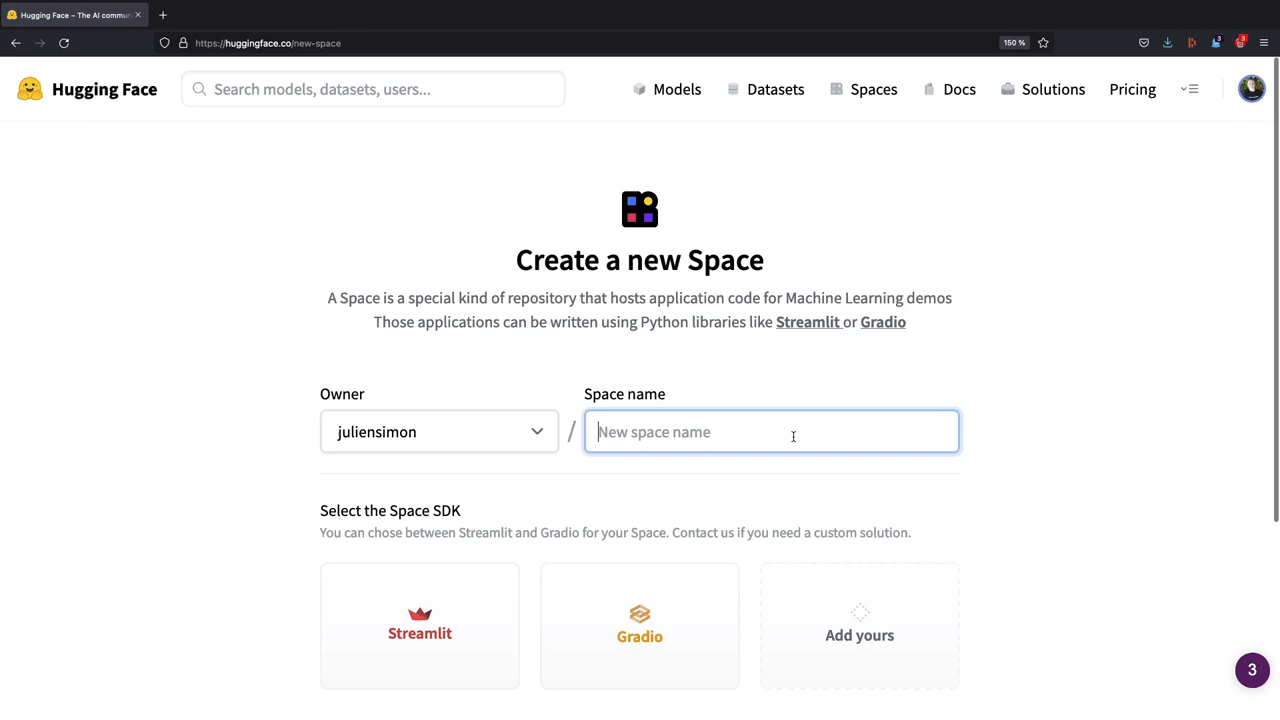 Hugging Face – The AI commun
https://huggingface.co/new-space
150 %
3
3
Hugging Face
Search models, datasets, users...
Models
Datasets
Spaces
Docs
Solutions
Pricing
Create a new Space
A Space is a special kind of repository that hosts application code for Machine Learning demos
Those applications can be written using Python libraries like Streamlit or Gradio
Owner
Space name
juliensimon
/
New space name
Select the Space SDK
You can chose between Streamlit and Gradio for your Space. Contact us if you need a custom solution.
Streamlit
Gradio
Add yours
3